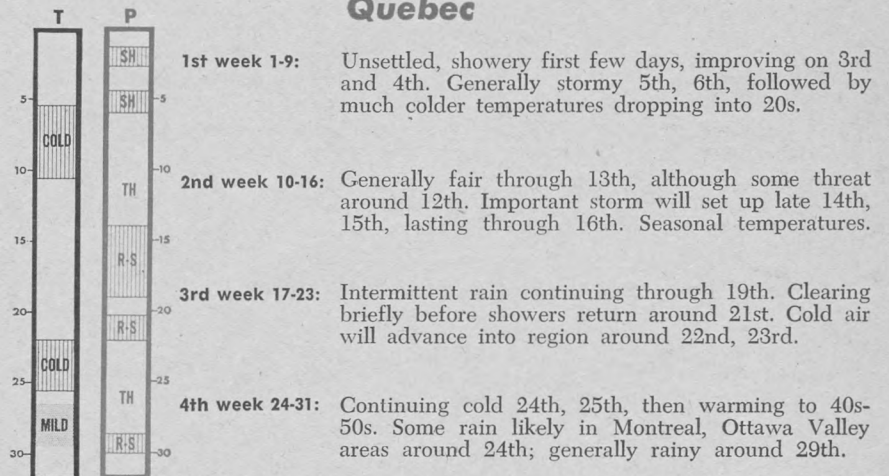 Quebec
T P
1st week 1-9: Unsettled, showery first few days, improving on 3rd
and 4th. Generally stormy 5th, 6th, followed by
much colder temperatures dropping into 20s.
2nd week 10-16: Generally fair through 13th, although some threat
around 12th. Important storm will set up late 14th,
15th, lasting through 16th. Seasonal temperatures.
3rd week 17-23: Intermittent rain continuing through 19th. Clearing
briefly before showers return around 21st. Cold air
will advance into region around 22nd, 23rd.
4th week 24-31: Continuing cold 24th, 25th, then warming to 40s-
50s. Some rain likely in Montreal, Ottawa Valley
areas around 24th; generally rainy around 29th.
5
10
15
20
25
30
COLD
COLD
MILD
SH
SH
TH
R-S
R-S
TH
R-S
5
10
15
20
25
30